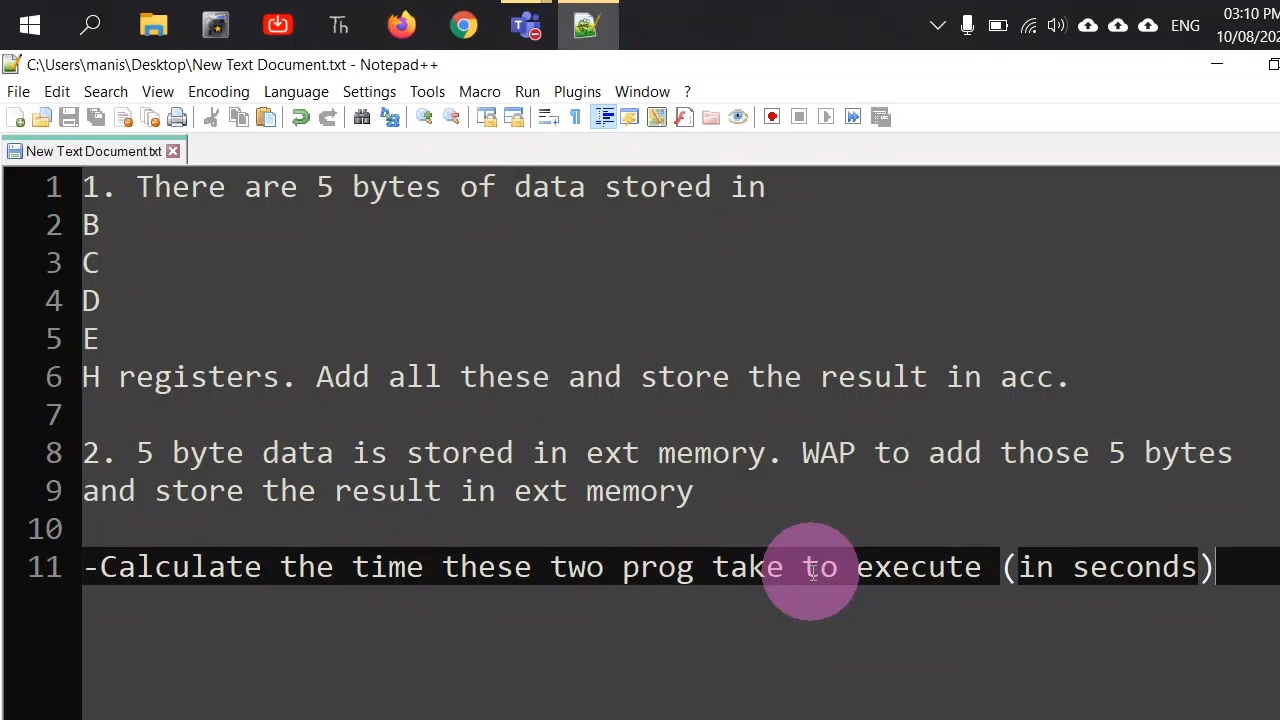 Th
T
ENG
03:10 PM
10/08/202
C:\Users\manis\Desktop\New Text Document.txt - Notepad++
File Edit Search View Encoding Language Settings Tools Macro Run Plugins Window ?
New Text Document.txt
1 1. There are 5 bytes of data stored in
2 B
3 C
4 D
5 E
6 H registers. Add all these and store the result in acc.
7
8 2. 5 byte data is stored in ext memory. WAP to add those 5 bytes
9 and store the result in ext memory
10
11 -Calculate the time these two prog take to execute (in seconds)